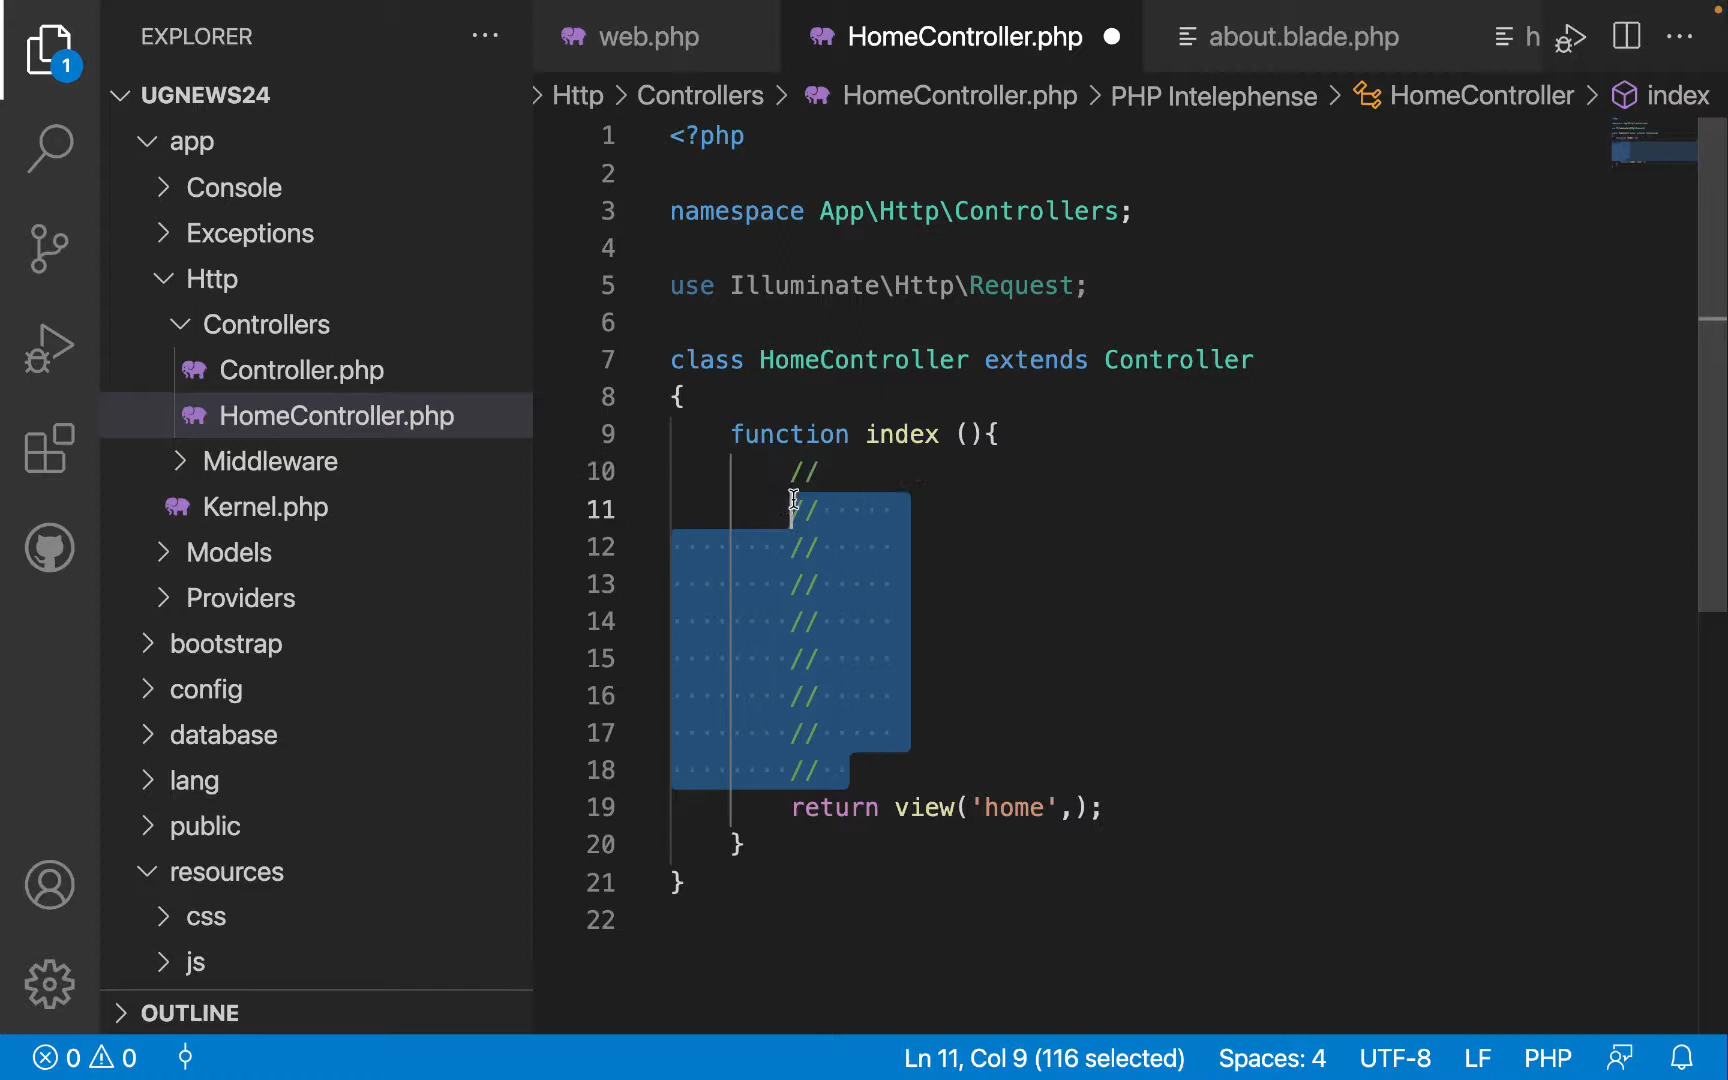 EXPLORER
1
UGNEWS24
app
Console
Exceptions
Http
Controllers
Controller.php
HomeController.php
Middleware
Kernel.php
Models
Providers
bootstrap
config
database
lang
public
resources
css
js
OUTLINE
web.php
HomeController.php
about.blade.php
h
Http > Controllers > HomeController.php > PHP Intelephense > HomeController > index
1 <?php
2
3 namespace App\Http\Controllers;
4
5 use Illuminate\Http\Request;
6
7 class HomeController extends Controller
8 {
9 function index (){
10 //
11 //
12 //
13 //
14 //
15 //
16 //
17 //
18 //
19 return view('home',);
20 }
21 }
22
0 0 Ln 11, Col 9 (116 selected) Spaces: 4 UTF-8 LF PHP